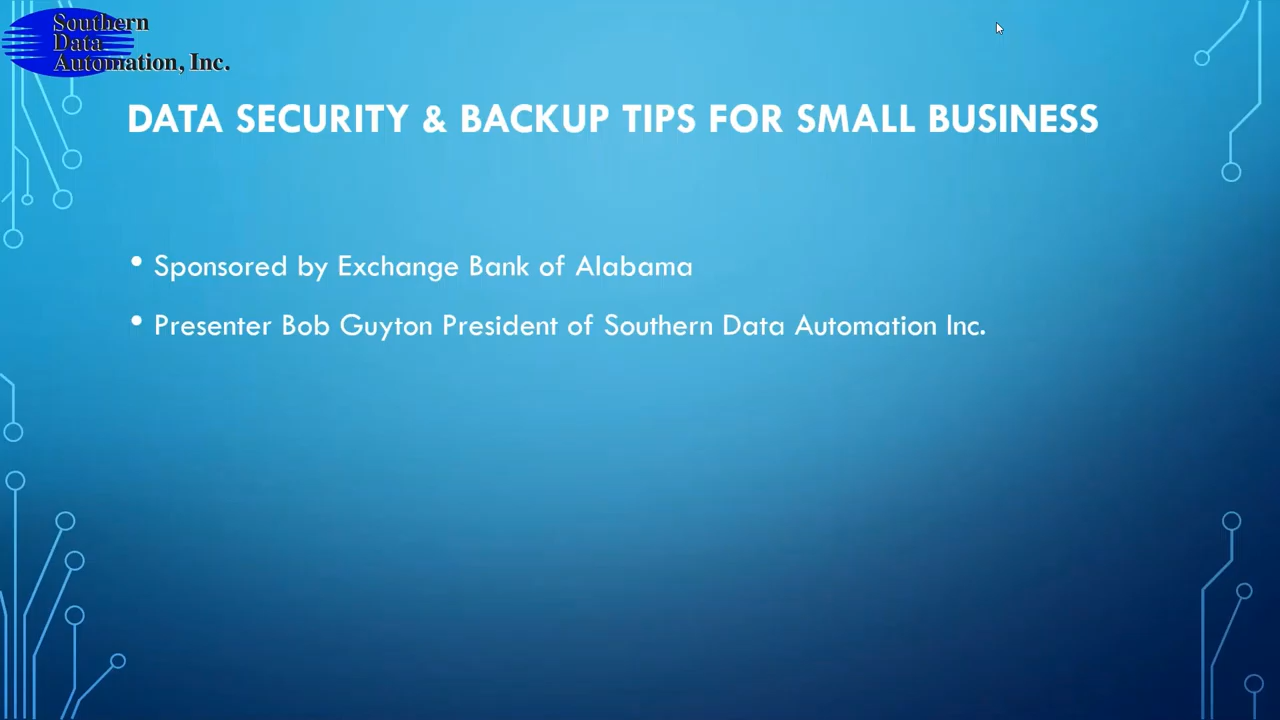 Southern
Data
Automation, Inc.
DATA SECURITY & BACKUP TIPS FOR SMALL BUSINESS
• Sponsored by Exchange Bank of Alabama
• Presenter Bob Guyton President of Southern Data Automation Inc.